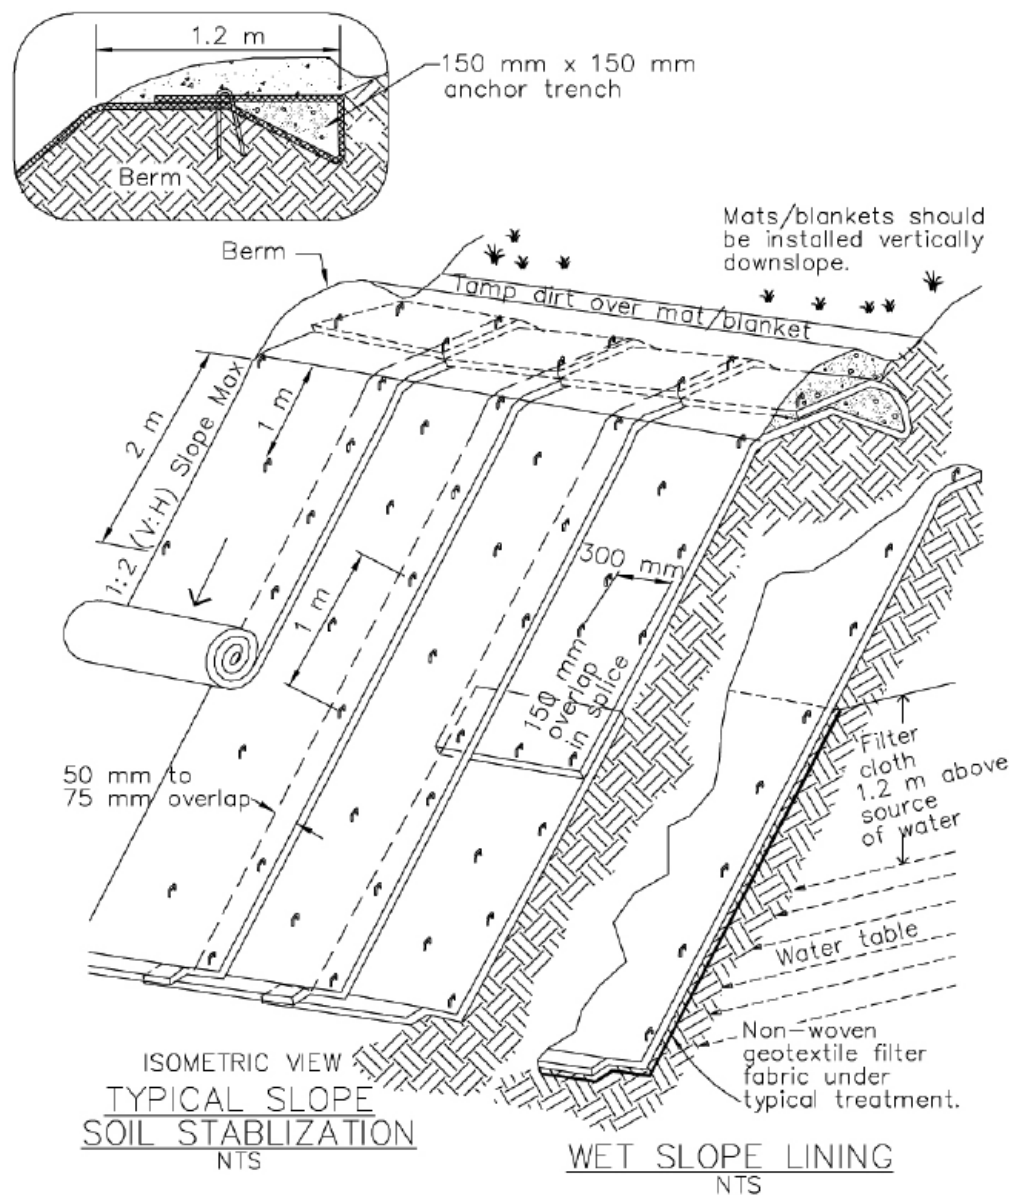 1.2 m
150 mm x 150 mm
anchor trench
Berm
Mats/blankets should
be installed vertically
downslope.
Berm
Tamp dirt over mat/blanket
2 m
1:2 (V:H) Slope Max
1 m
1 m
300 mm
150 mm
overlap
in splice
50 mm to
75 mm overlap
Filter
cloth
1.2 m above
source
of water
Water table
Non-woven
geotextile filter
fabric under
typical treatment.
ISOMETRIC VIEW
TYPICAL SLOPE
SOIL STABLIZATION
NTS
WET SLOPE LINING
NTS